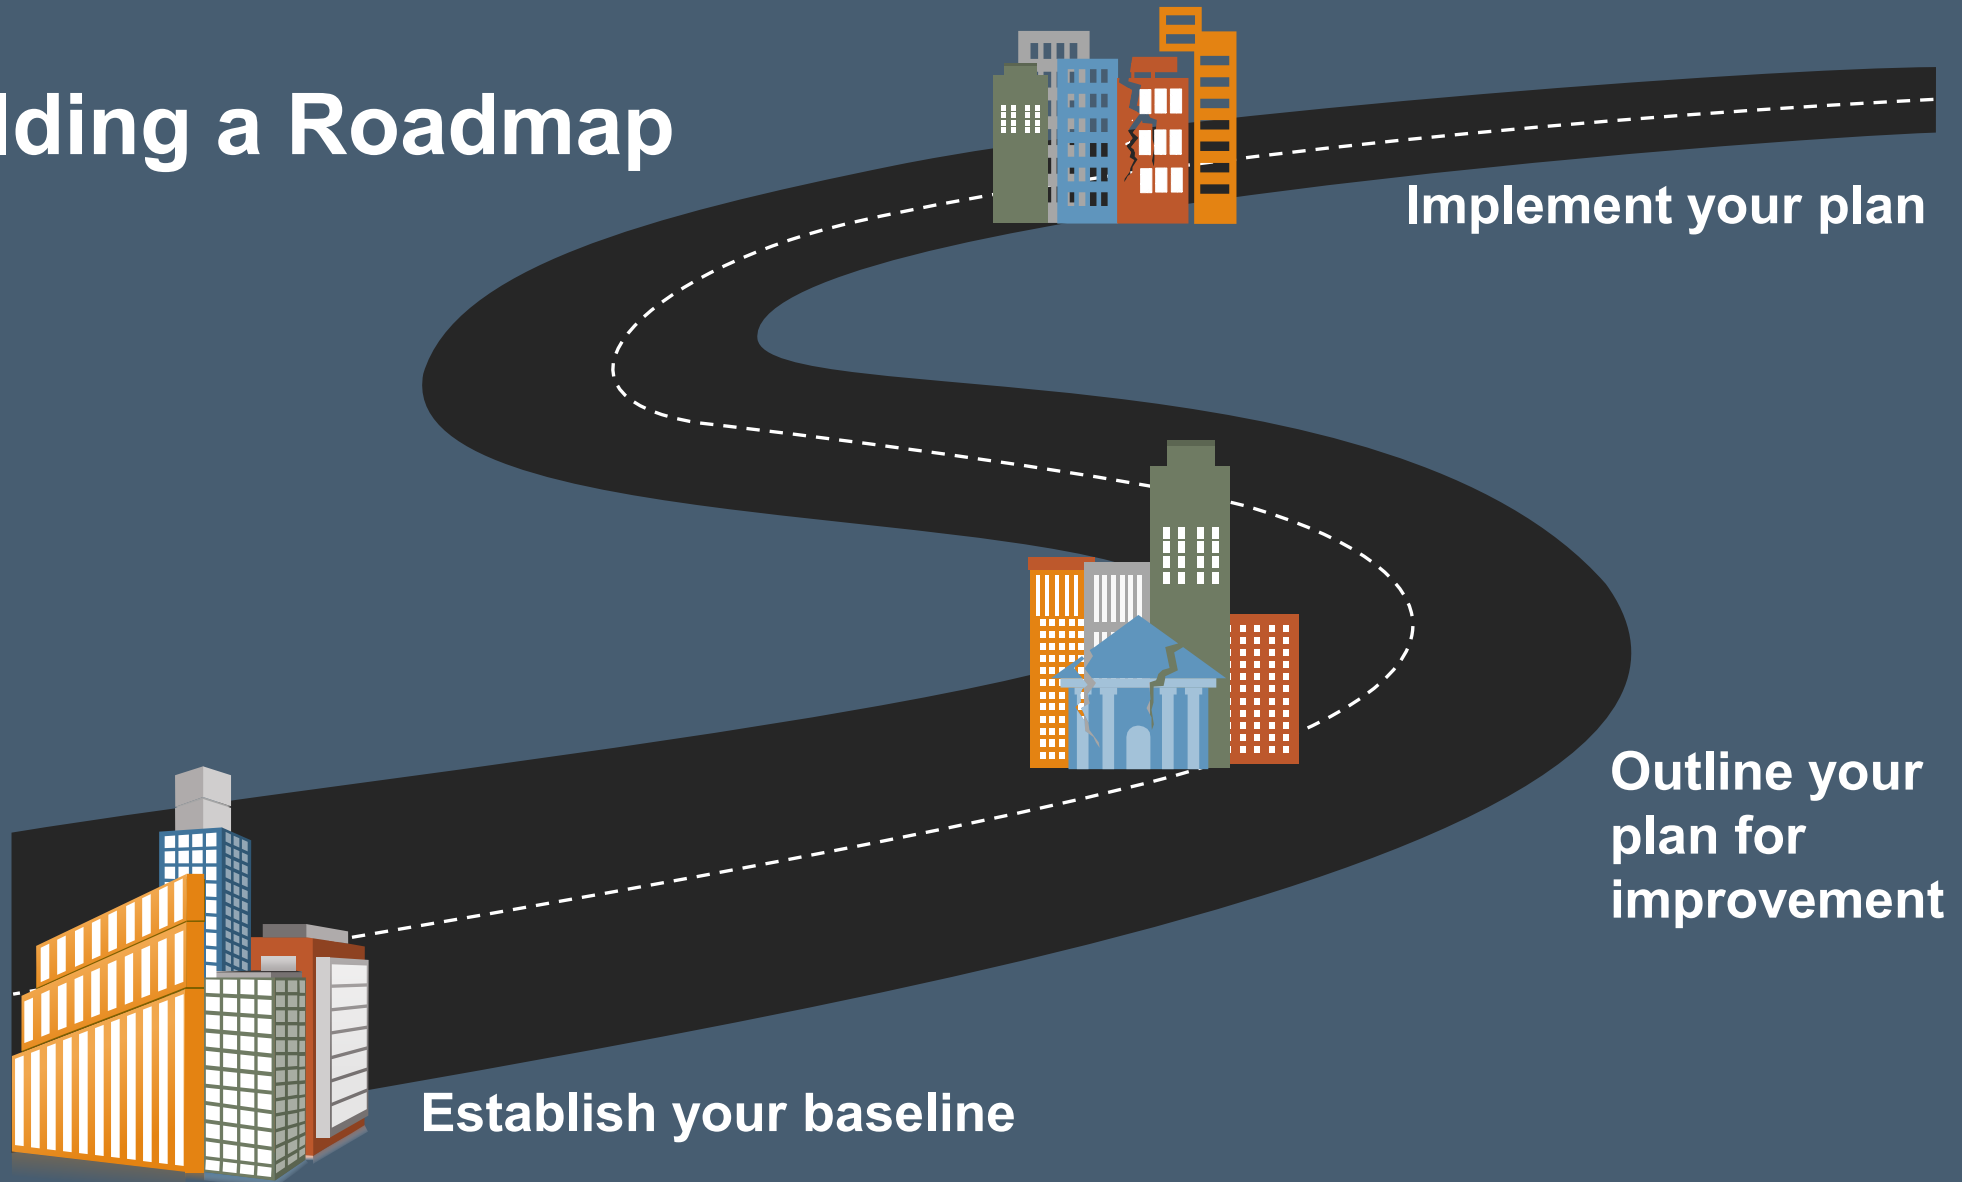 lding a Roadmap
Implement your plan
Outline your
plan for
improvement
Establish your baseline